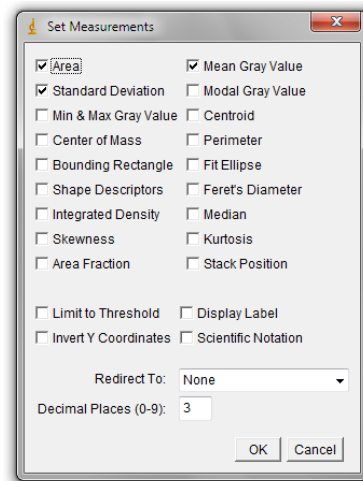 Set Measurements
Area Mean Gray Value
Standard Deviation Modal Gray Value
Min & Max Gray Value Centroid
Center of Mass Perimeter
Bounding Rectangle Fit Ellipse
Shape Descriptors Feret's Diameter
Integrated Density Median
Skewness Kurtosis
Area Fraction Stack Position
Limit to Threshold Display Label
Invert Y Coordinates Scientific Notation
Redirect To: None
Decimal Places (0-9): 3
OK Cancel